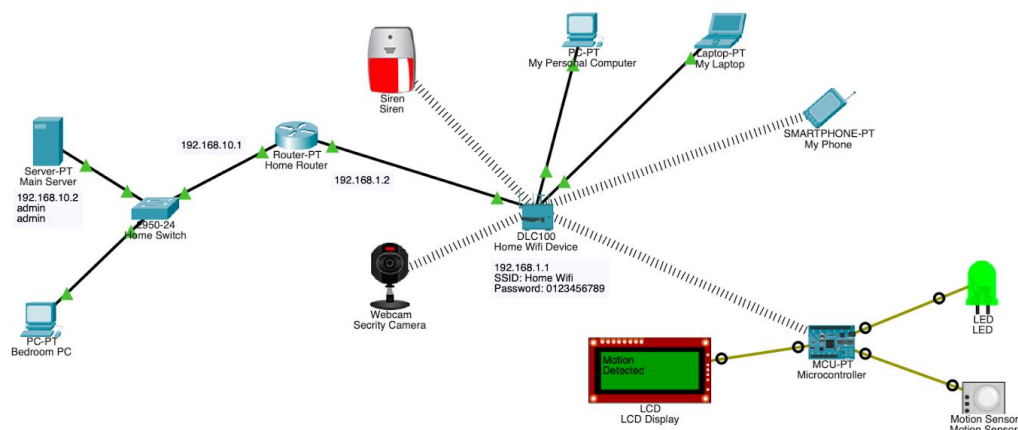 Siren
Siren
PC-PT
My Personal Computer
Laptop-PT
My Laptop
SMARTPHONE-PT
My Phone
192.168.10.1
Router-PT
Home Router
192.168.1.2
Server-PT
Main Server
192.168.10.2
admin
admin
2950-24
Home Switch
PC-PT
Bedroom PC
DLC100
Home Wifi Device
192.168.1.1
SSID: Home Wifi
Password: 0123456789
Webcam
Secrity Camera
LED
LED
MCU-PT
Microcontroller
Motion
Detected
LCD
LCD Display
Motion Sensor
Motion Sensor